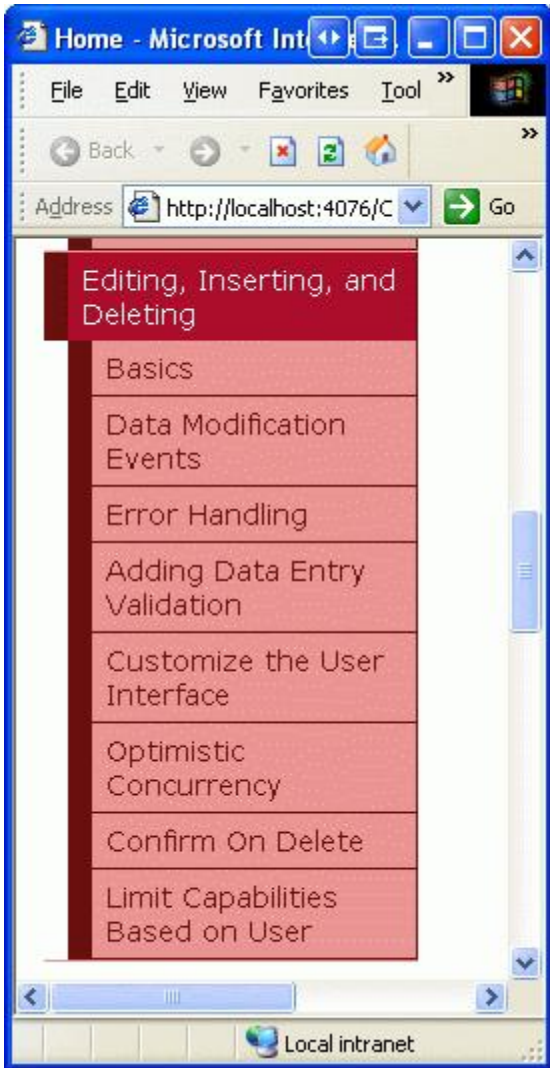 Home - Microsoft Int
File Edit View Favorites Tool »
Back »
Address http://localhost:4076/C Go
Editing, Inserting, and
Deleting
Basics
Data Modification
Events
Error Handling
Adding Data Entry
Validation
Customize the User
Interface
Optimistic
Concurrency
Confirm On Delete
Limit Capabilities
Based on User
Local intranet